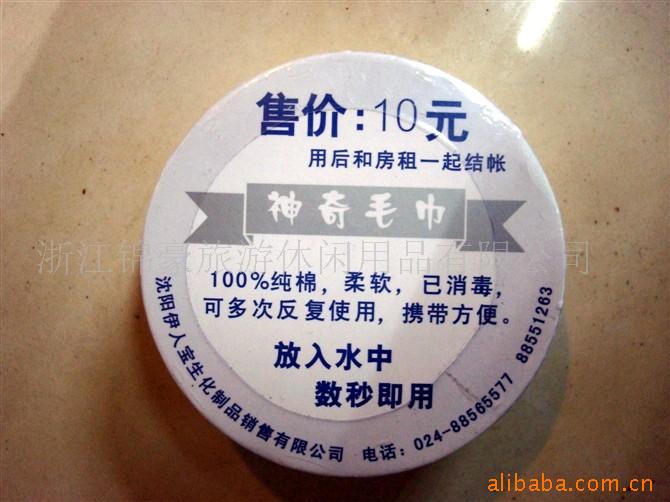 售价:10元
用后和房租一起结帐
神奇毛巾
浙江锦豪旅游休闲用品有限公司
100%纯棉，柔软，已消毒，
可多次反复使用，携带方便。
放入水中
数秒即用
沈阳伊人宝生化制品销售有限公司 电话：024-88565577 88551263
alibaba.com.cn